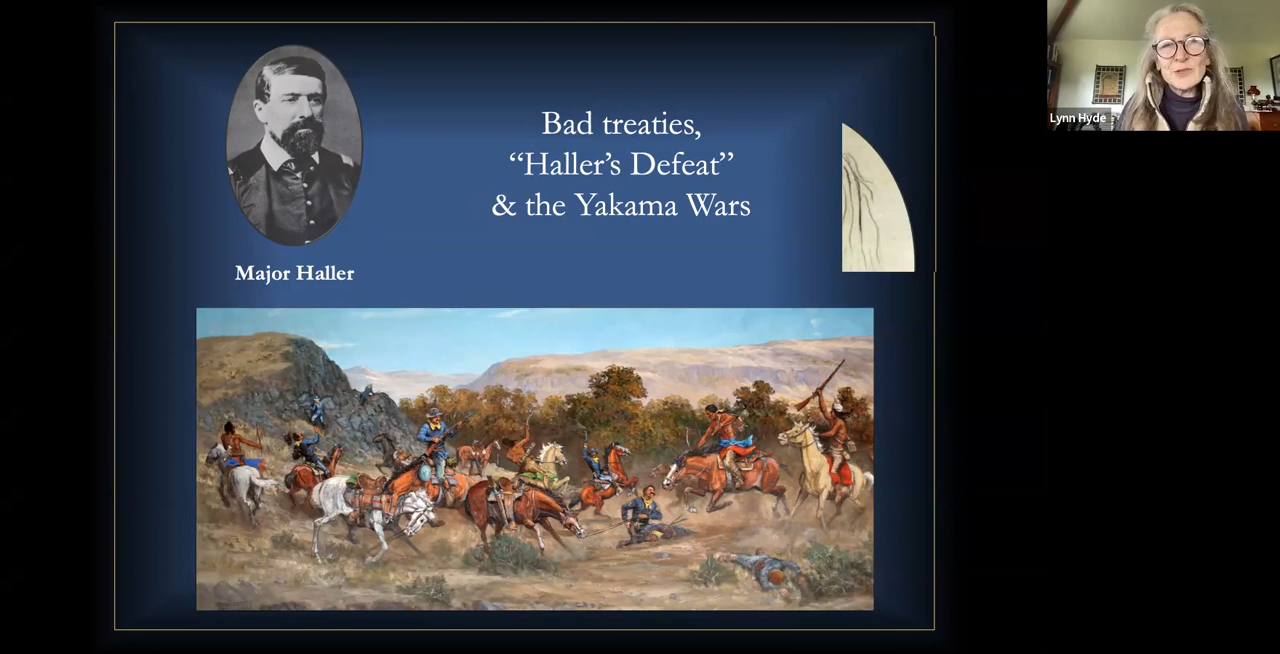 Bad treaties,
“Haller’s Defeat”
& the Yakama Wars
Major Haller
Lynn Hyde